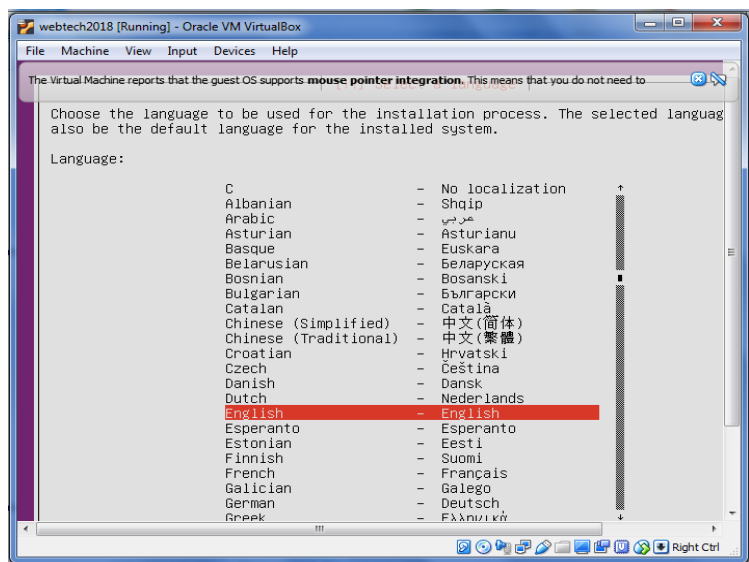 webtech2018 [Running] - Oracle VM VirtualBox
File Machine View Input Devices Help
The Virtual Machine reports that the guest OS supports mouse pointer integration. This means that you do not need to
[!!] Select a language
Choose the language to be used for the installation process. The selected languag
also be the default language for the installed system.
Language:
C - No localization
Albanian - Shqip
Arabic - عربي
Asturian - Asturianu
Basque - Euskara
Belarusian - Беларуская
Bosnian - Bosanski
Bulgarian - Български
Catalan - Català
Chinese (Simplified) - 中文(简体)
Chinese (Traditional) - 中文(繁體)
Croatian - Hrvatski
Czech - Čeština
Danish - Dansk
Dutch - Nederlands
English - English
Esperanto - Esperanto
Estonian - Eesti
Finnish - Suomi
French - Français
Galician - Galego
German - Deutsch
Greek - Ελληνικά
Right Ctrl